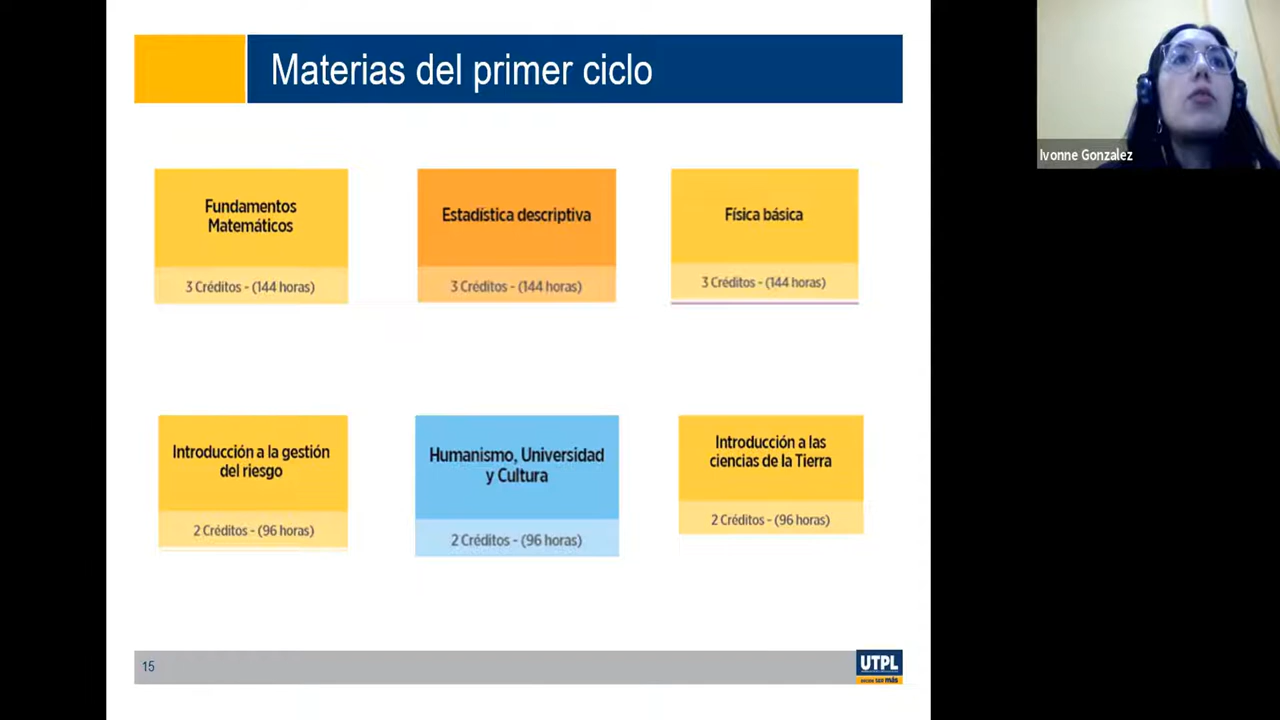 Materias del primer ciclo
Ivonne Gonzalez
Fundamentos
Matemáticos
3 Créditos - (144 horas)
Estadística descriptiva
3 Créditos - (144 horas)
Física básica
3 Créditos - (144 horas)
Introducción a la gestión
del riesgo
2 Créditos - (96 horas)
Humanismo, Universidad
y Cultura
2 Créditos - (96 horas)
Introducción a las
ciencias de la Tierra
2 Créditos - (96 horas)
15
UTPL